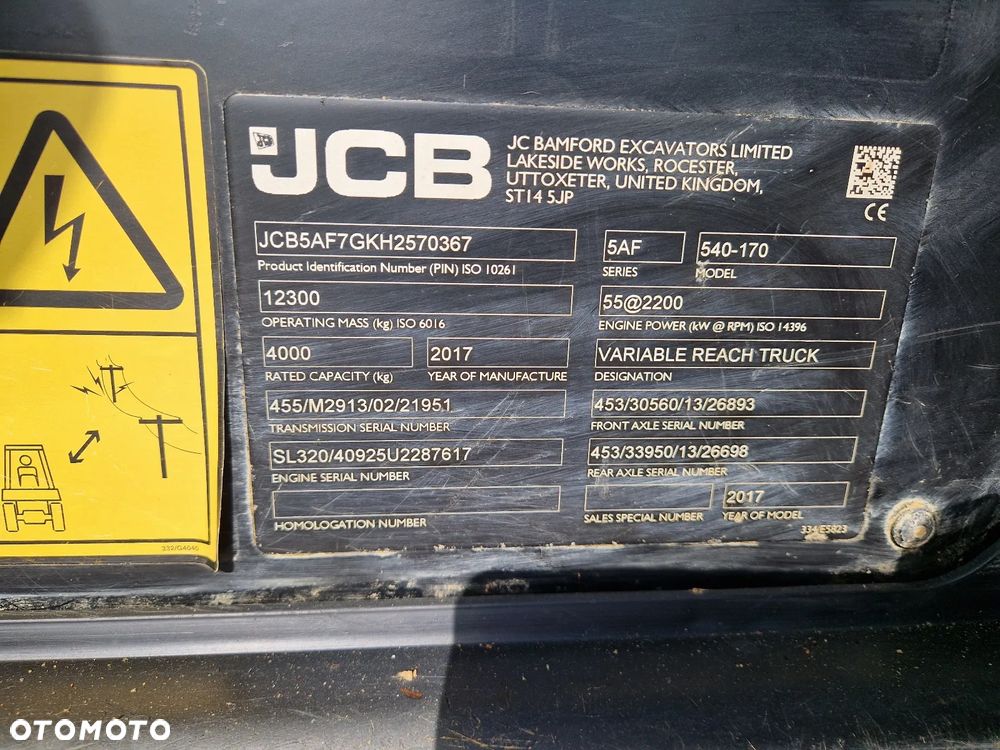 JCB
JC BAMFORD EXCAVATORS LIMITED
LAKESIDE WORKS, ROCESTER,
UTTOXETER, UNITED KINGDOM,
ST14 5JP
CE
JCB5AF7GKH2570367
Product Identification Number (PIN) ISO 10261
5AF
SERIES
540-170
MODEL
12300
OPERATING MASS (kg) ISO 6016
55@2200
ENGINE POWER (kW @ RPM) ISO 14396
4000
RATED CAPACITY (kg)
2017
YEAR OF MANUFACTURE
VARIABLE REACH TRUCK
DESIGNATION
455/M2913/02/21951
TRANSMISSION SERIAL NUMBER
453/30560/13/26893
FRONT AXLE SERIAL NUMBER
SL320/40925U2287617
ENGINE SERIAL NUMBER
453/33950/13/26698
REAR AXLE SERIAL NUMBER
HOMOLOGATION NUMBER
SALES SPECIAL NUMBER
2017
YEAR OF MODEL
334/E5823
332/G4045
OTOMOTO